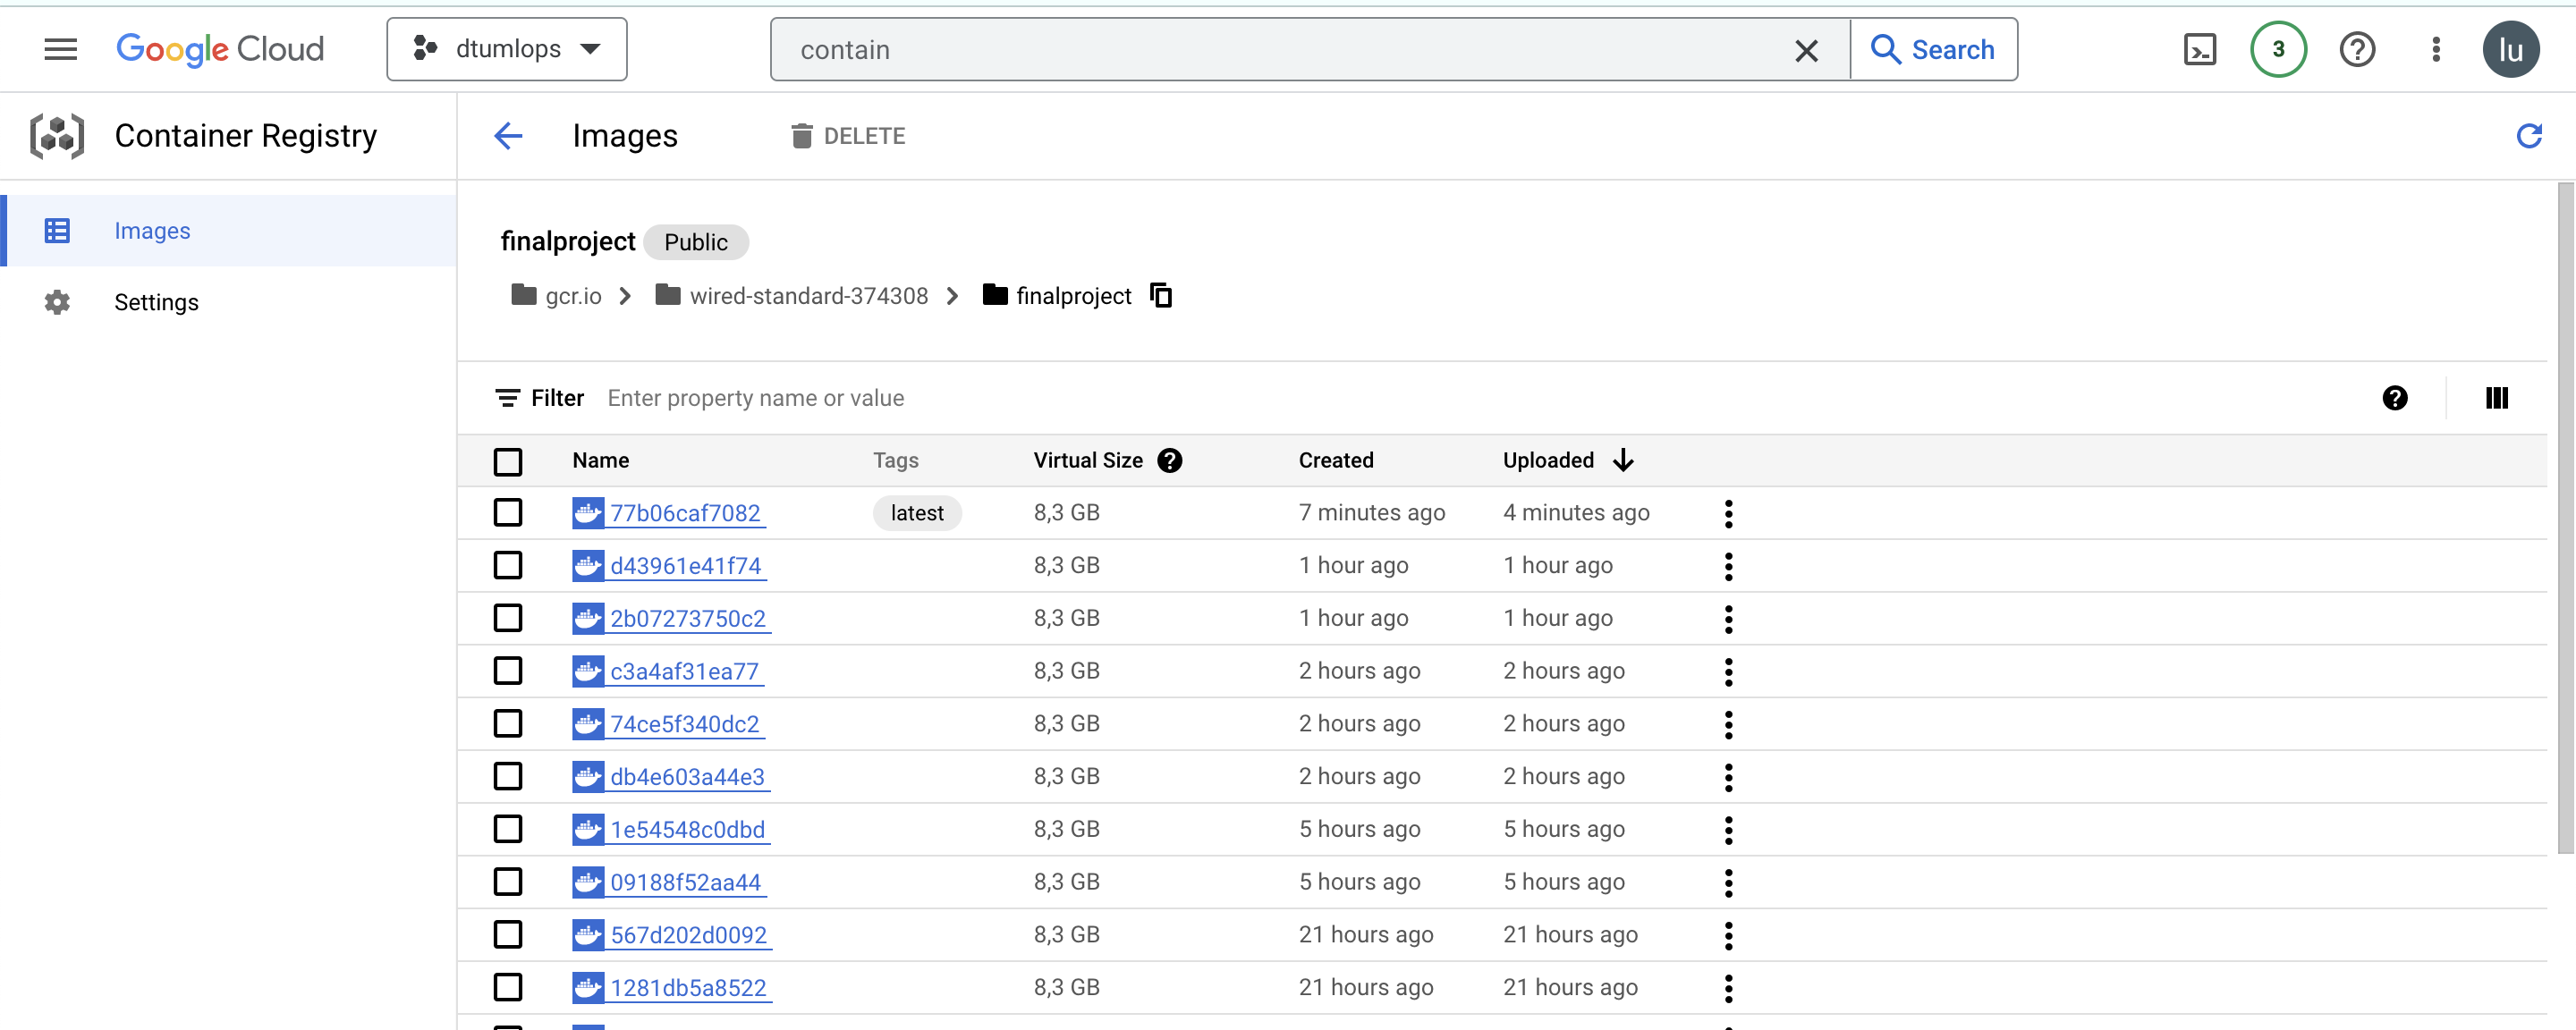 Google Cloud dtumlops contain Search 3 lu
Container Registry Images DELETE
Images
Settings
finalproject Public
gcr.io wired-standard-374308 finalproject
Filter Enter property name or value
Name Tags Virtual Size Created Uploaded
77b06caf7082 latest 8,3 GB 7 minutes ago 4 minutes ago
d43961e41f74 8,3 GB 1 hour ago 1 hour ago
2b07273750c2 8,3 GB 1 hour ago 1 hour ago
c3a4af31ea77 8,3 GB 2 hours ago 2 hours ago
74ce5f340dc2 8,3 GB 2 hours ago 2 hours ago
db4e603a44e3 8,3 GB 2 hours ago 2 hours ago
1e54548c0dbd 8,3 GB 5 hours ago 5 hours ago
09188f52aa44 8,3 GB 5 hours ago 5 hours ago
567d202d0092 8,3 GB 21 hours ago 21 hours ago
1281db5a8522 8,3 GB 21 hours ago 21 hours ago